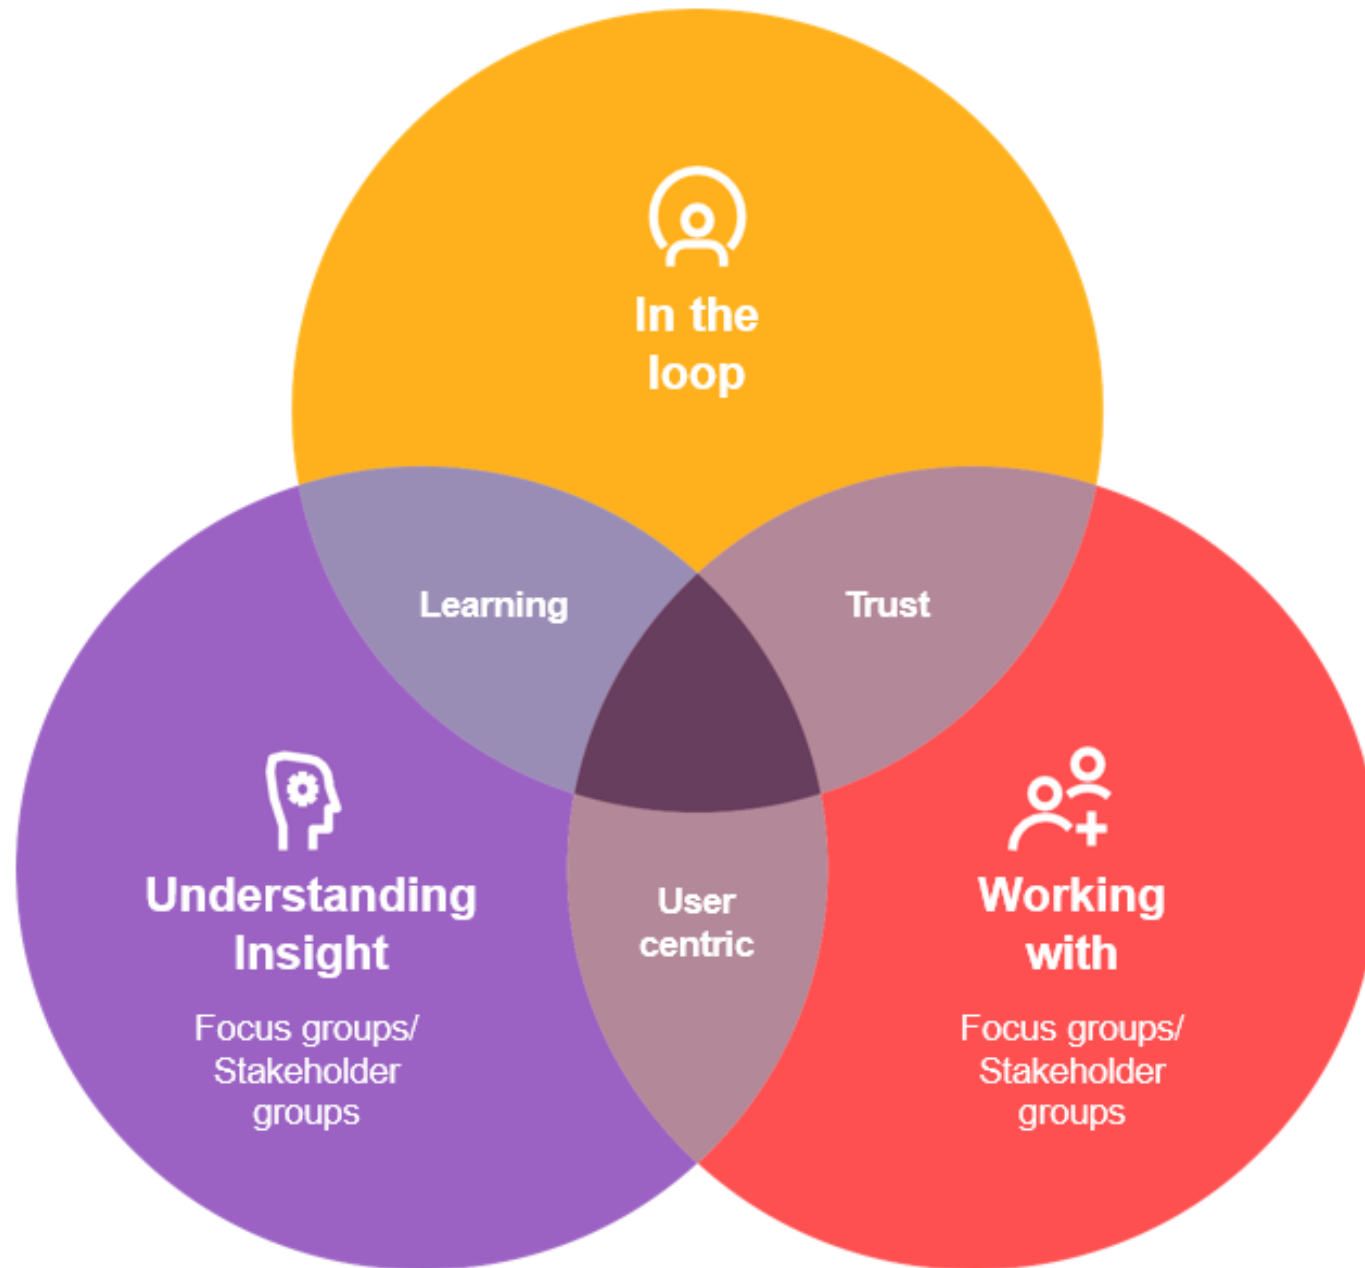 In the
loop
Learning
Trust
Understanding
Insight
Focus groups/
Stakeholder
groups
User
centric
Working
with
Focus groups/
Stakeholder
groups